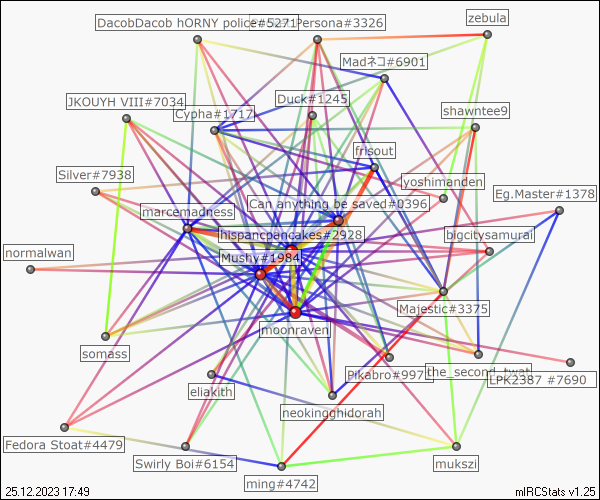 zebula
DacobDacob hORNY police#5271
Persona#3326
Madネコ#6901
JKOUYH VIII#7034
Duck#1245
Cypha#1717
shawntee9
frisout
Silver#7938
yoshimanden
Eg.Master#1378
Can anything be saved#0396
marcemadness
hispancpancakes#2928
bigcitysamurai
normalwan
Mushy#1984
Majestic#3375
moonraven
somass
Pikabro#997
the_second_twat
LPK2387 #7690
eliakith
neokingghidorah
Fedora Stoat#4479
Swirly Boi#6154
mukszi
ming#4742
25.12.2023 17:49
mIRCStats v1.25